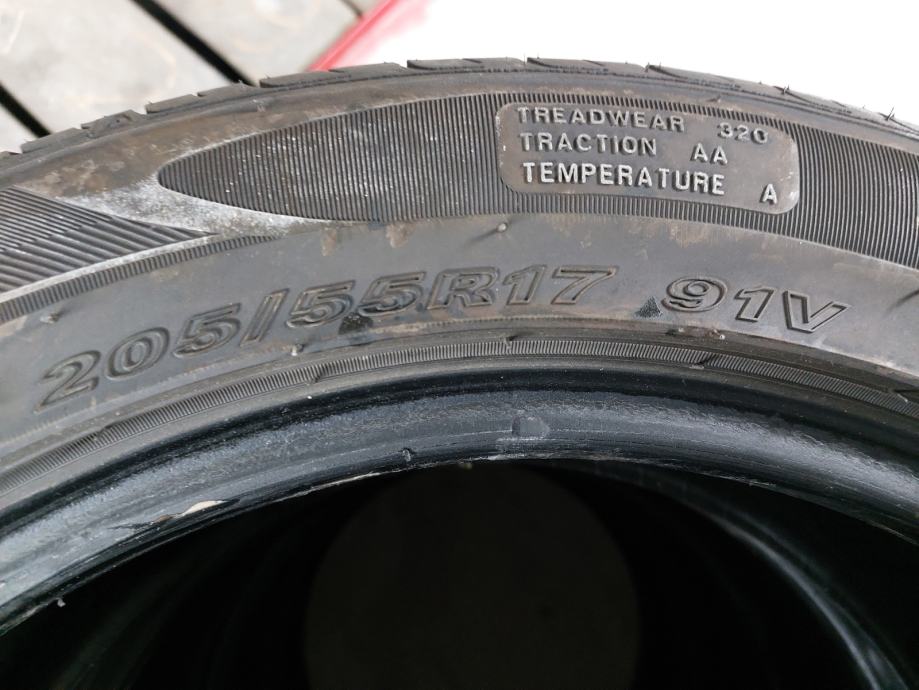 TREADWEAR 320
TRACTION AA
TEMPERATURE A
205/55R17 91V